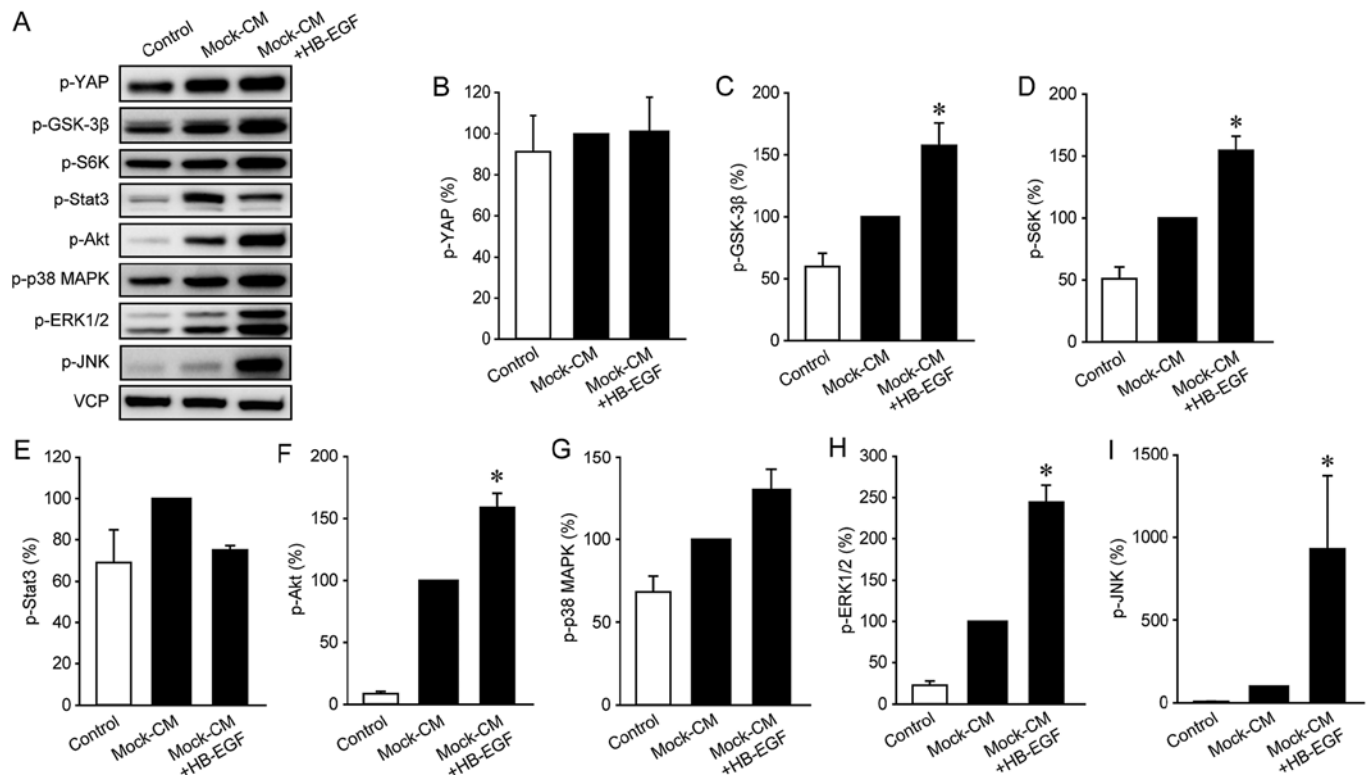 A
Control
Mock-CM
Mock-CM
+HB-EGF
p-YAP
p-GSK-3β
p-S6K
p-Stat3
p-Akt
p-p38 MAPK
p-ERK1/2
p-JNK
VCP
B
p-YAP (%)
120
100
80
60
40
20
0
Control
Mock-CM
Mock-CM
+HB-EGF
C
p-GSK-3β (%)
200
150
100
50
0
*
Control
Mock-CM
Mock-CM
+HB-EGF
D
p-S6K (%)
200
150
100
50
0
*
Control
Mock-CM
Mock-CM
+HB-EGF
E
p-Stat3 (%)
120
100
80
60
40
20
0
Control
Mock-CM
Mock-CM
+HB-EGF
F
p-Akt (%)
200
150
100
50
0
*
Control
Mock-CM
Mock-CM
+HB-EGF
G
p-p38 MAPK (%)
150
100
50
0
Control
Mock-CM
Mock-CM
+HB-EGF
H
p-ERK1/2 (%)
300
250
200
150
100
50
0
*
Control
Mock-CM
Mock-CM
+HB-EGF
I
p-JNK (%)
1500
1000
500
0
*
Control
Mock-CM
Mock-CM
+HB-EGF